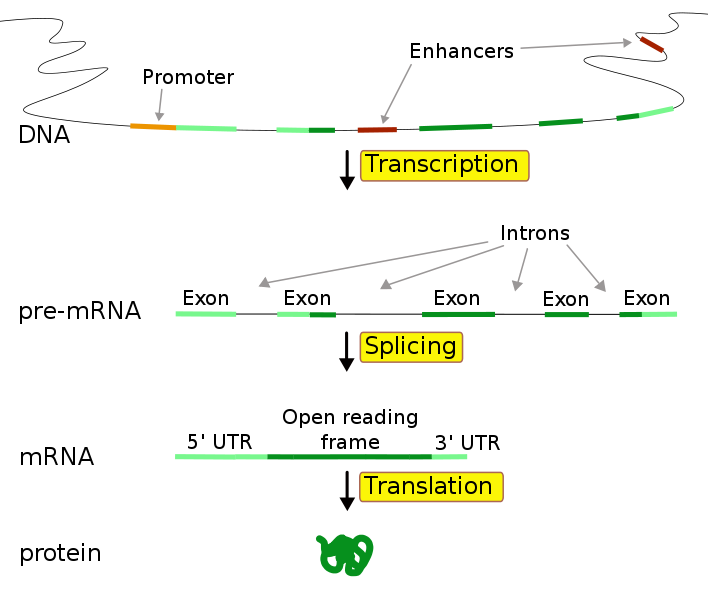 Enhancers
Promoter
DNA
Transcription
Introns
Exon Exon Exon Exon Exon
pre-mRNA
Splicing
Open reading
frame
5' UTR 3' UTR
mRNA
Translation
protein